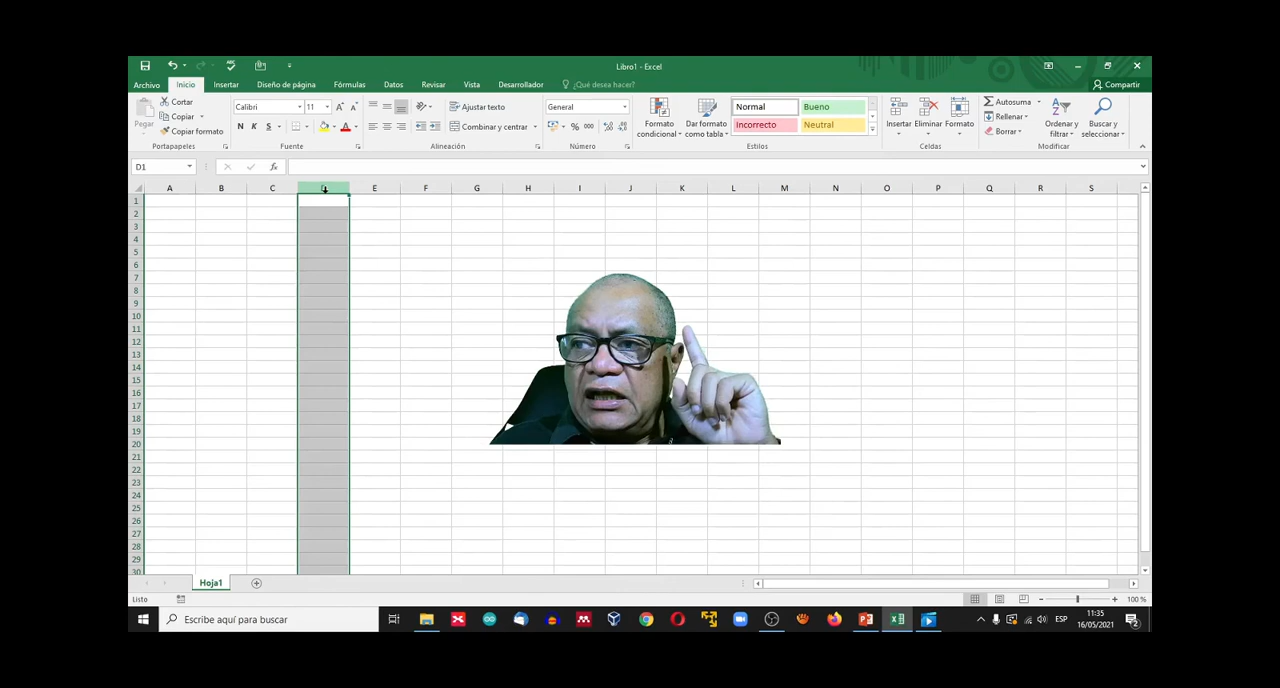 Libro1 - Excel
Archivo Inicio Insertar Diseño de página Fórmulas Datos Revisar Vista Desarrollador ¿Qué desea hacer? Compartir
Pegar
Cortar
Copiar
Copiar formato
Portapapeles
Calibri 11
N K S
Fuente
Ajustar texto
Combinar y centrar
Alineación
General
% 000
Número
Formato condicional
Dar formato como tabla
Normal Bueno
Incorrecto Neutral
Estilos
Insertar Eliminar Formato
Celdas
Autosuma
Rellenar
Borrar
Ordenar y filtrar
Buscar y seleccionar
Modificar
D1 fx
A B C D E F G H I J K L M N O P Q R S
1
2
3
4
5
6
7
8
9
10
11
12
13
14
15
16
17
18
19
20
21
22
23
24
25
26
27
28
29
30
Hoja1
Listo 100 %
Escribe aquí para buscar
ESP
11:35
16/05/2021
2